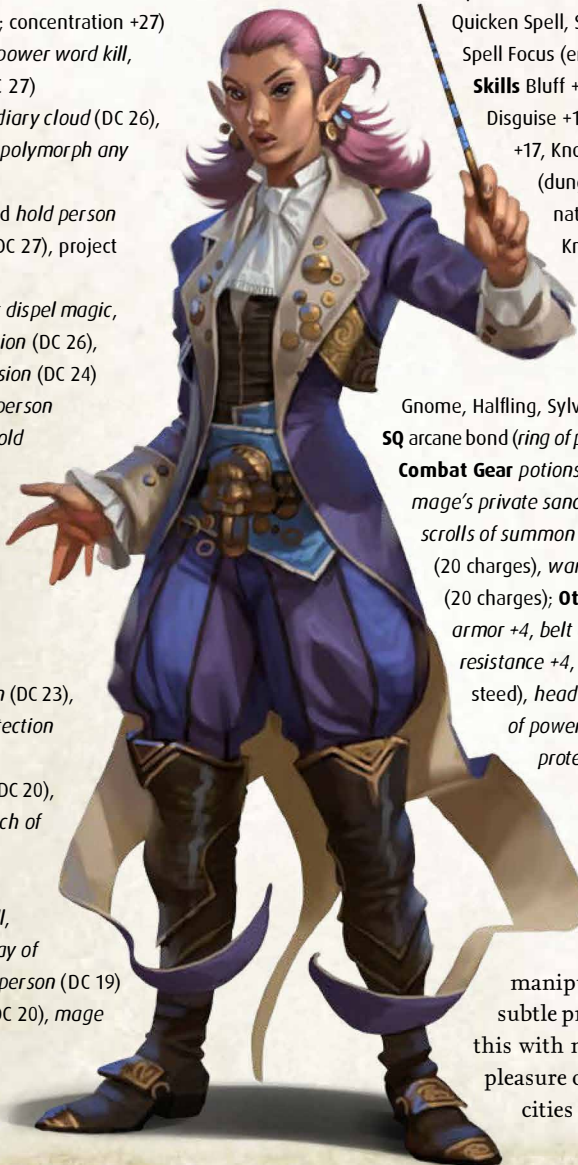 ; concentration +27)
power word kill,
27)
diary cloud (DC 26),
polymorph any
d hold person
DC 27), project
dispel magic,
ion (DC 26),
sion (DC 24)
person
old
(DC 23),
tection
DC 20),
ch of
ll,
ay of
person (DC 19)
DC 20), mage
Quicken Spell, S
Spell Focus (en
Skills Bluff +
Disguise +1
+17, Kno
(dun
nat
Kn
Gnome, Halfling, Sylv
SQ arcane bond (ring of p
Combat Gear potions
mage's private sanc
scrolls of summon
(20 charges), wan
(20 charges); Ot
armor +4, belt
resistance +4,
steed), head
of power
prote
manipu
subtle pr
this with m
pleasure o
cities